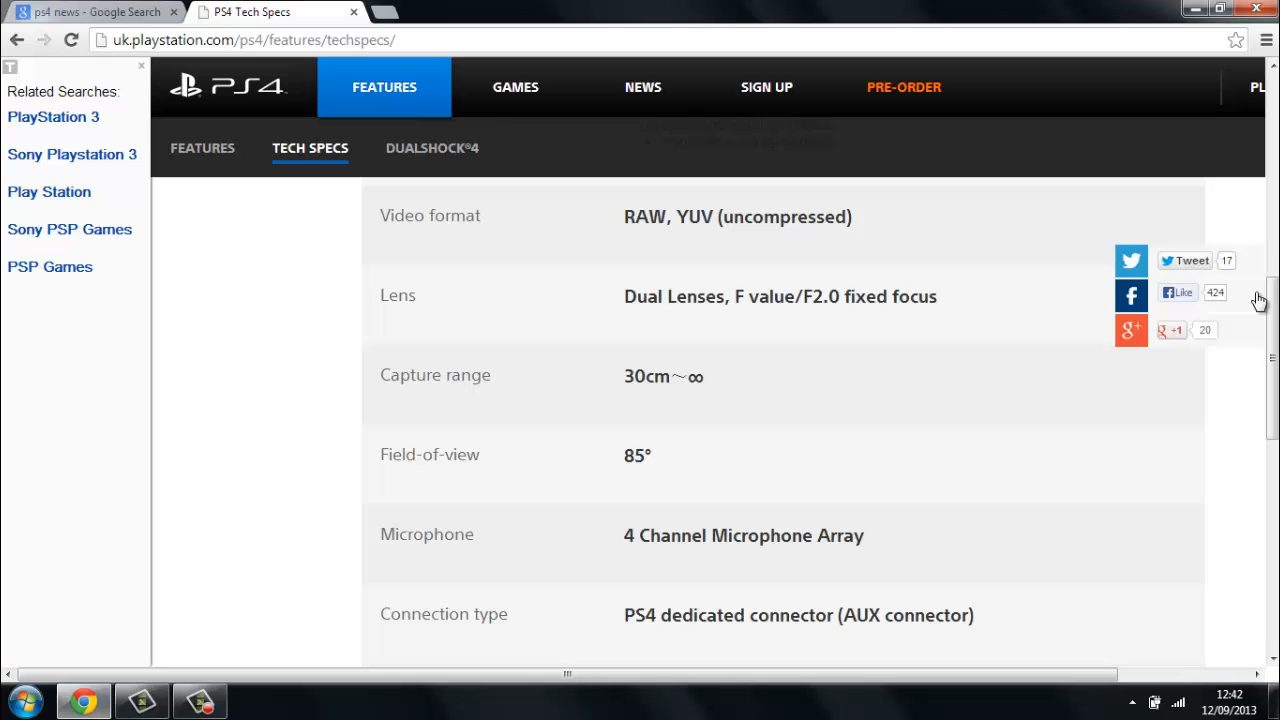 ps4 news - Google Search
PS4 Tech Specs
uk.playstation.com/ps4/features/techspecs/
T
Related Searches:
PlayStation 3
Sony Playstation 3
Play Station
Sony PSP Games
PSP Games
PS4
FEATURES
GAMES
NEWS
SIGN UP
PRE-ORDER
PL
FEATURES
TECH SPECS
DUALSHOCK®4
Video format
RAW, YUV (uncompressed)
Lens
Dual Lenses, F value/F2.0 fixed focus
Capture range
30cm～∞
Field-of-view
85°
Microphone
4 Channel Microphone Array
Connection type
PS4 dedicated connector (AUX connector)
Tweet 17
Like 424
+1 20
12:42
12/09/2013